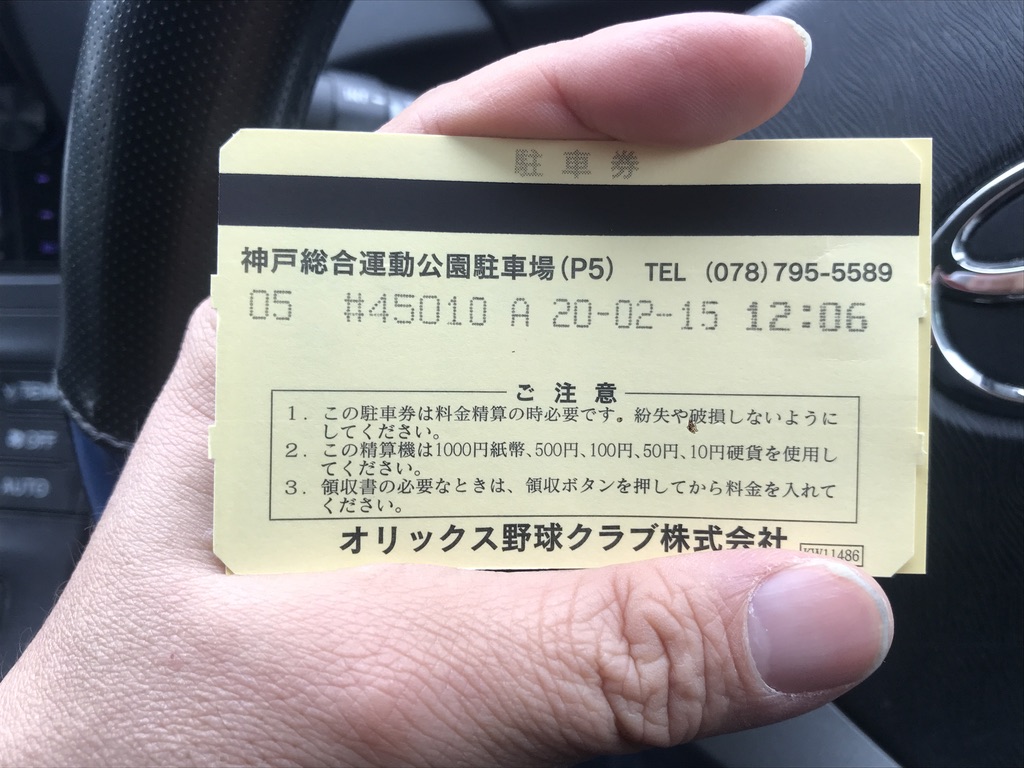 駐車券
神戸総合運動公園駐車場(P5) TEL (078)795-5589
05 #45010 A 20-02-15 12:06
ご注意
1. この駐車券は料金精算の時必要です。紛失や破損しないように
してください。
2. この精算機は1000円紙幣、500円、100円、50円、10円硬貨を使用し
てください。
3. 領収書の必要なときは、領収ボタンを押してから料金を入れて
ください。
オリックス野球クラブ株式会社
KW11486
OFF
AUTO